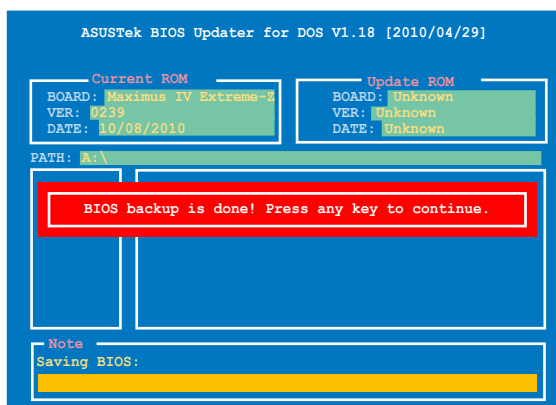 ASUSTek BIOS Updater for DOS V1.18 [2010/04/29]
Current ROM
BOARD: Maximus IV Extreme-Z
VER: 0239
DATE: 10/08/2010
Update ROM
BOARD: Unknown
VER: Unknown
DATE: Unknown
PATH: A:\
BIOS backup is done! Press any key to continue.
Note
Saving BIOS: